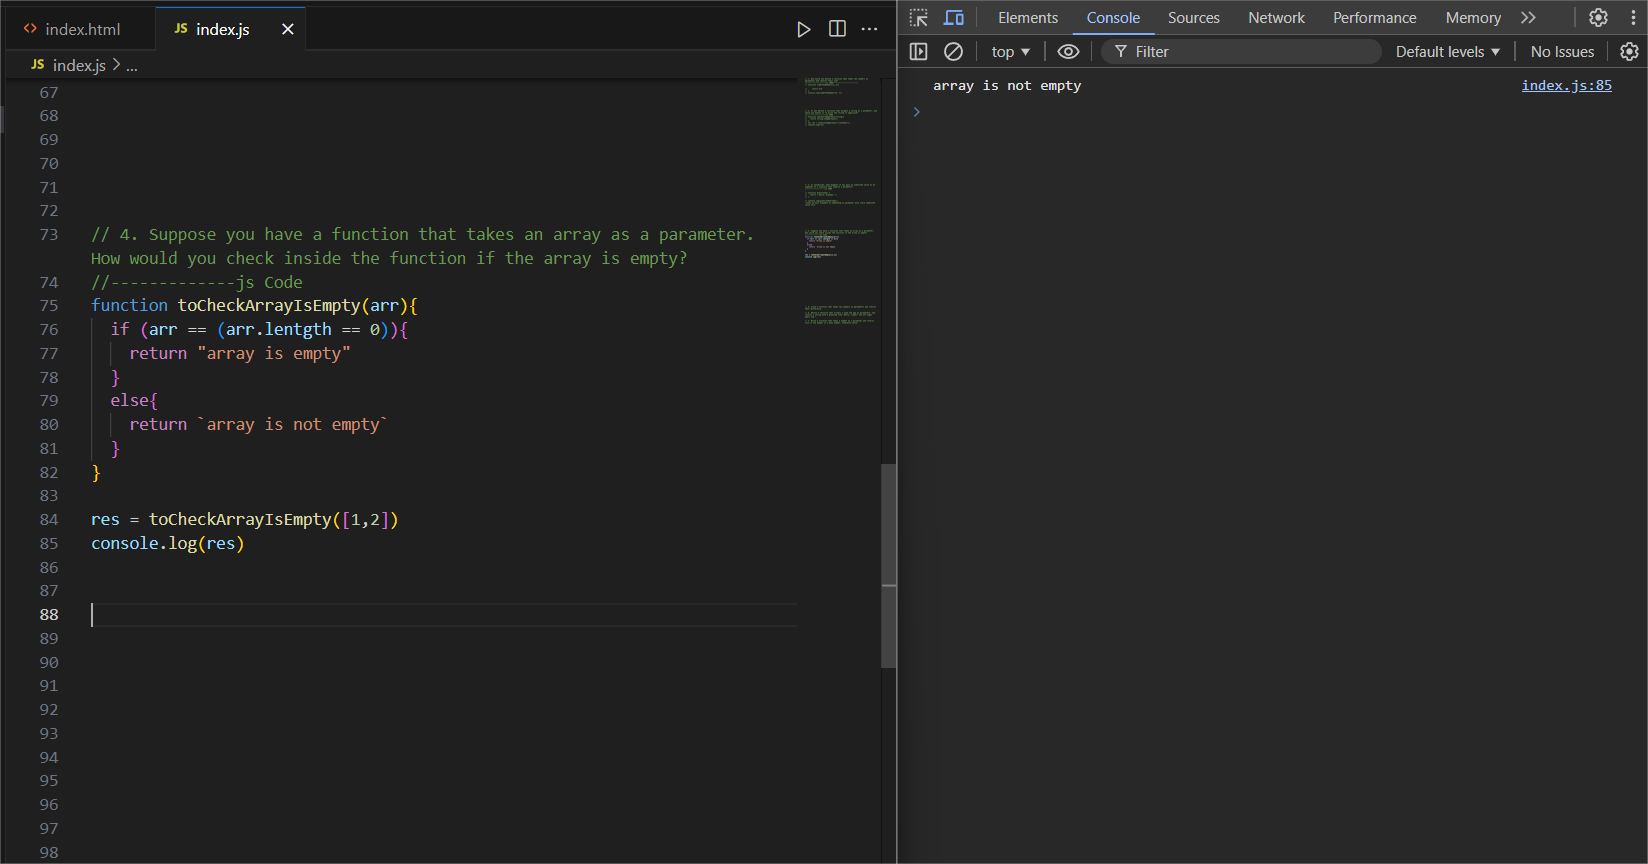 index.html
JS index.js
Elements Console Sources Network Performance Memory
JS index.js > ...
top Filter Default levels No Issues
67
68
69
70
71
72
73 // 4. Suppose you have a function that takes an array as a parameter.
How would you check inside the function if the array is empty?
74 //-------------js Code
75 function toCheckArrayIsEmpty(arr){
76 if (arr == (arr.lentgth == 0)){
77 return "array is empty"
78 }
79 else{
80 return `array is not empty`
81 }
82 }
83
84 res = toCheckArrayIsEmpty([1,2])
85 console.log(res)
86
87
88
89
90
91
92
93
94
95
96
97
98
array is not empty index.js:85